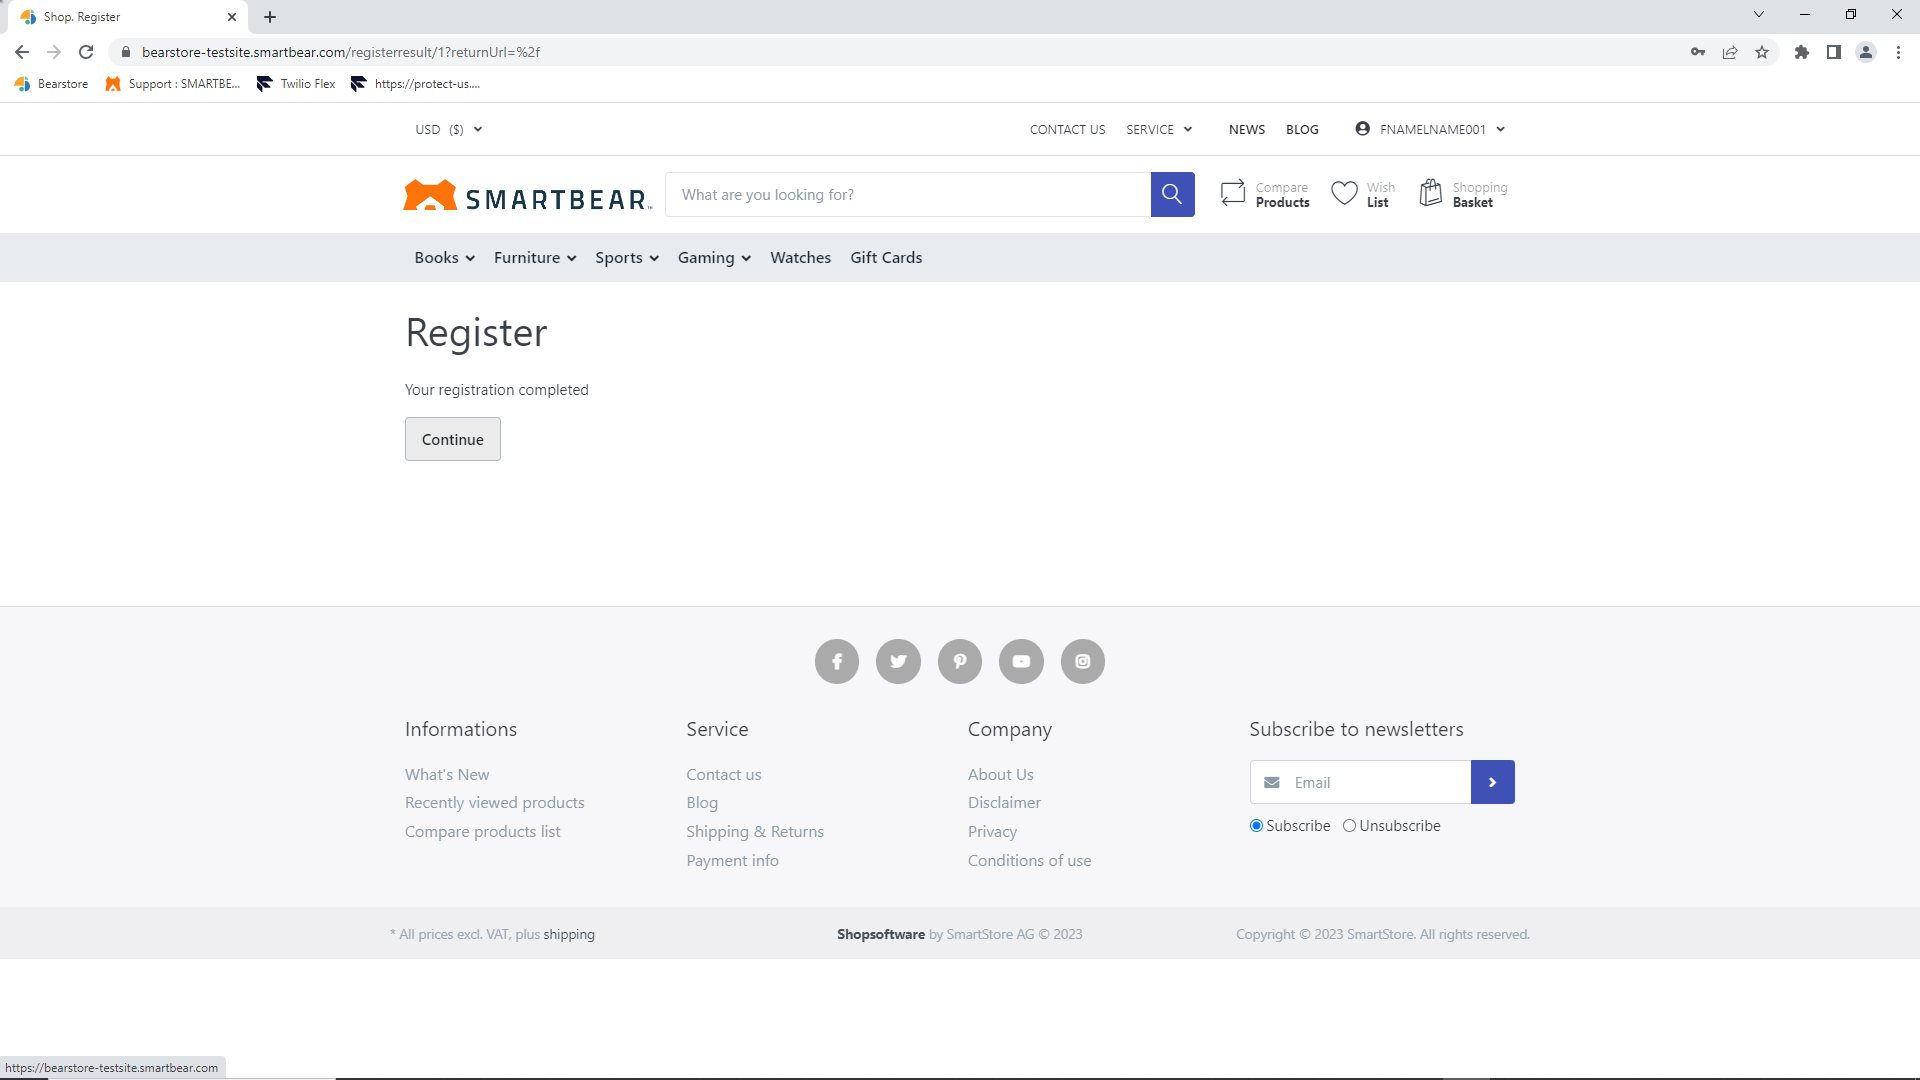 Shop. Register
bearstore-testsite.smartbear.com/registerresult/1?returnUrl=%2f
Bearstore
Support : SMARTBE...
Twilio Flex
https://protect-us....
USD ($)
CONTACT US
SERVICE
NEWS
BLOG
FNAMELNAME001
SMARTBEAR™
What are you looking for?
Compare
Products
Wish
List
Shopping
Basket
Books
Furniture
Sports
Gaming
Watches
Gift Cards
Register
Your registration completed
Continue
Informations
What's New
Recently viewed products
Compare products list
Service
Contact us
Blog
Shipping & Returns
Payment info
Company
About Us
Disclaimer
Privacy
Conditions of use
Subscribe to newsletters
Email
Subscribe
Unsubscribe
* All prices excl. VAT, plus shipping
Shopsoftware by SmartStore AG © 2023
Copyright © 2023 SmartStore. All rights reserved.
https://bearstore-testsite.smartbear.com